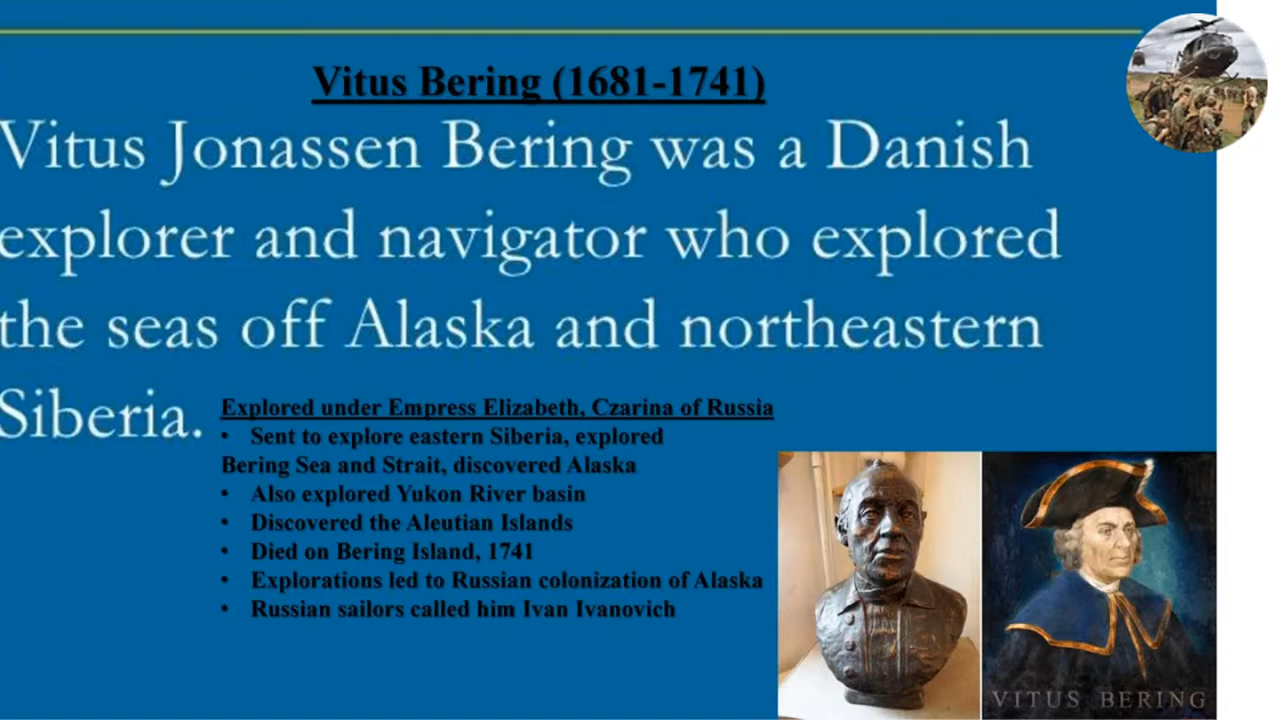 Vitus Bering (1681-1741)
Vitus Jonassen Bering was a Danish
explorer and navigator who explored
the seas off Alaska and northeastern
Siberia.
Explored under Empress Elizabeth, Czarina of Russia
• Sent to explore eastern Siberia, explored
Bering Sea and Strait, discovered Alaska
• Also explored Yukon River basin
• Discovered the Aleutian Islands
• Died on Bering Island, 1741
• Explorations led to Russian colonization of Alaska
• Russian sailors called him Ivan Ivanovich
VITUS BERING